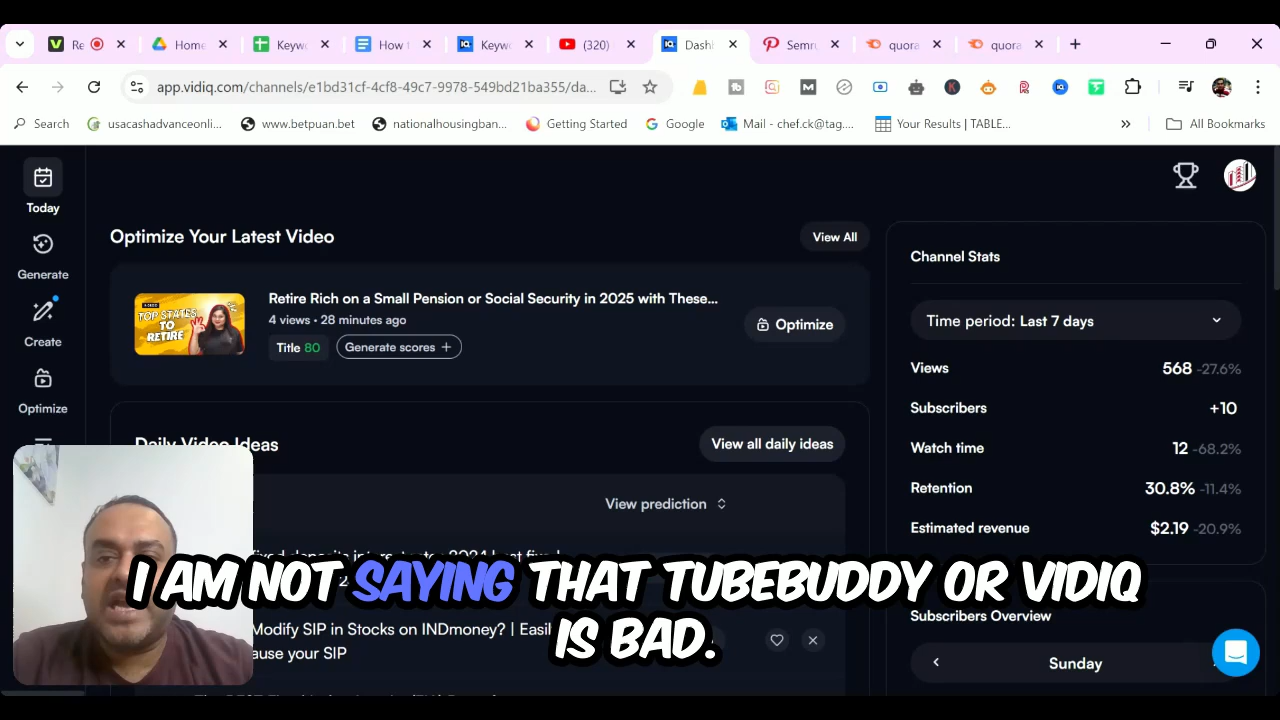 Re
Home
Keyw
How t
Keyw
(320)
Dash
Semru
quora
quora
app.vidiq.com/channels/e1bd31cf-4cf8-49c7-9978-549bd21ba355/da...
Search
usacashadvanceonli...
www.betpuan.bet
nationalhousingban...
Getting Started
Google
Mail - chef.ck@tag....
Your Results | TABLE...
All Bookmarks
Today
Generate
Create
Optimize
Optimize Your Latest Video
View All
TOP STATES
TO
RETIRE
Retire Rich on a Small Pension or Social Security in 2025 with These...
4 views · 28 minutes ago
Title 80
Generate scores +
Optimize
Daily Video Ideas
View all daily ideas
View prediction
Modify SIP in Stocks on INDmoney? | Easil
ause your SIP
Channel Stats
Time period: Last 7 days
Views 568 -27.6%
Subscribers +10
Watch time 12 -68.2%
Retention 30.8% -11.4%
Estimated revenue $2.19 -20.9%
Subscribers Overview
Sunday
I AM NOT SAYING THAT TUBEBUDDY OR VIDIQ
IS BAD.